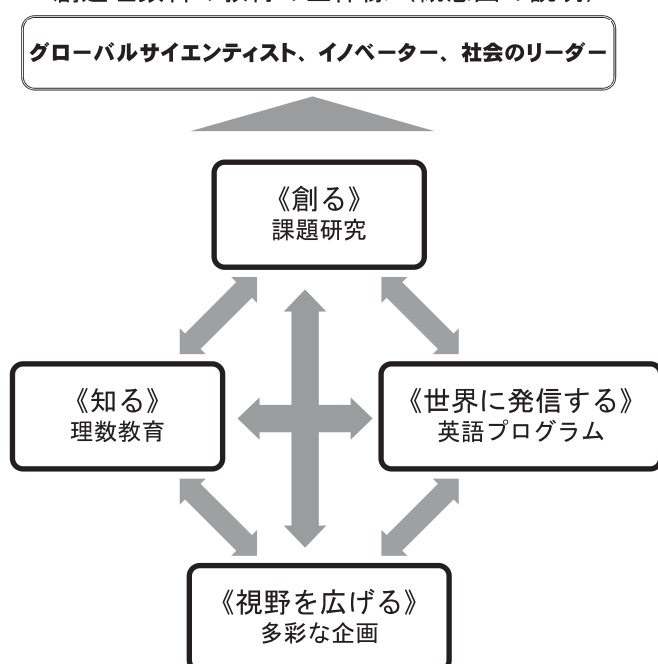 グローバルサイエンティスト、イノベーター、社会のリーダー
《創る》
課題研究
《知る》
理数教育
《世界に発信する》
英語プログラム
《視野を広げる》
多彩な企画